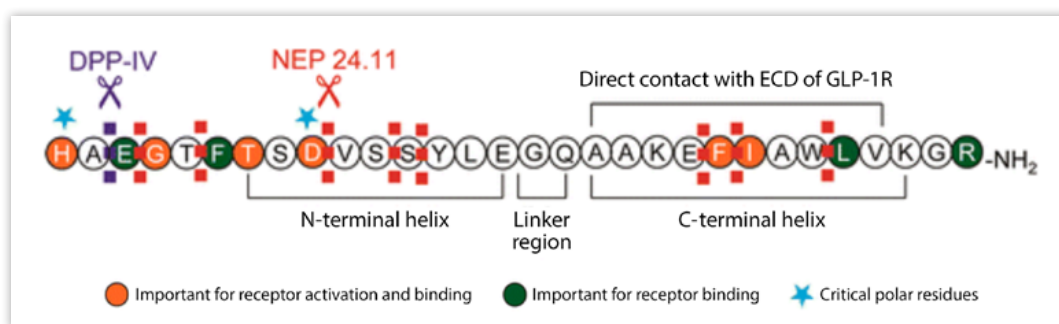 DPP-IV
NEP 24.11
Direct contact with ECD of GLP-1R
H A E G T F T S D V S S Y L E G Q A A K E F I A W L V K G R -NH2
N-terminal helix
Linker
region
C-terminal helix
Important for receptor activation and binding
Important for receptor binding
Critical polar residues